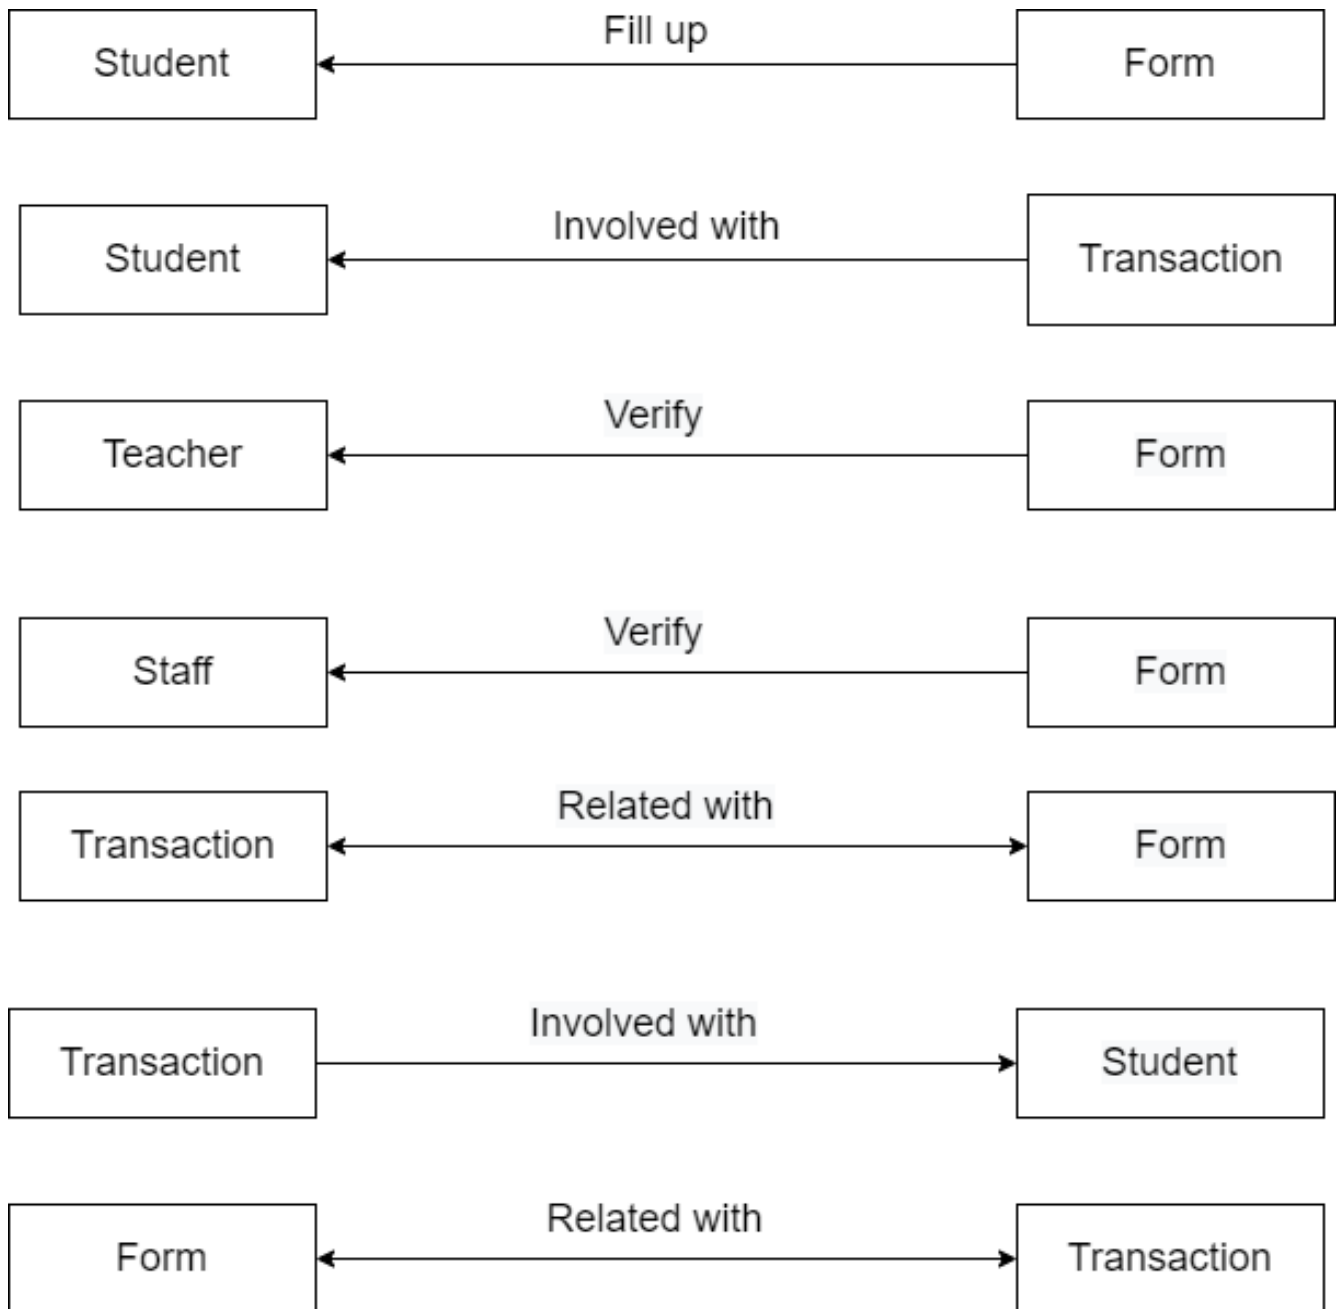 Student
Fill up
Form
Student
Involved with
Transaction
Teacher
Verify
Form
Staff
Verify
Form
Transaction
Related with
Form
Transaction
Involved with
Student
Form
Related with
Transaction